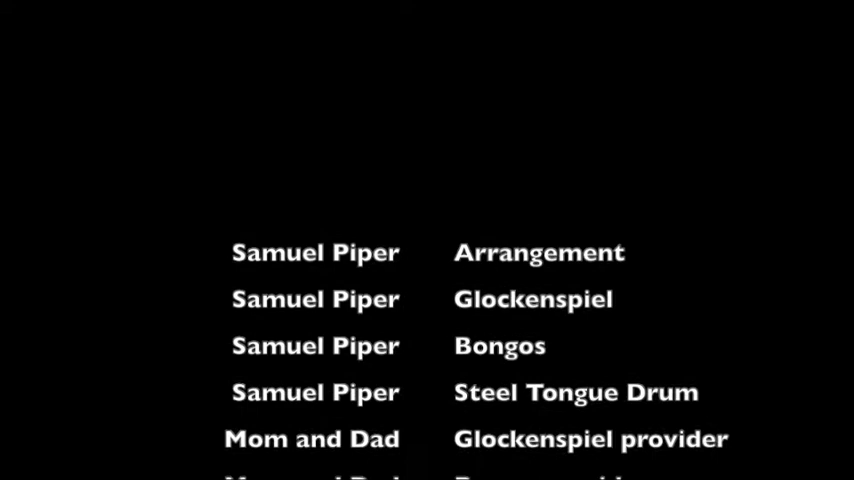 Samuel Piper Arrangement
Samuel Piper Glockenspiel
Samuel Piper Bongos
Samuel Piper Steel Tongue Drum
Mom and Dad Glockenspiel provider